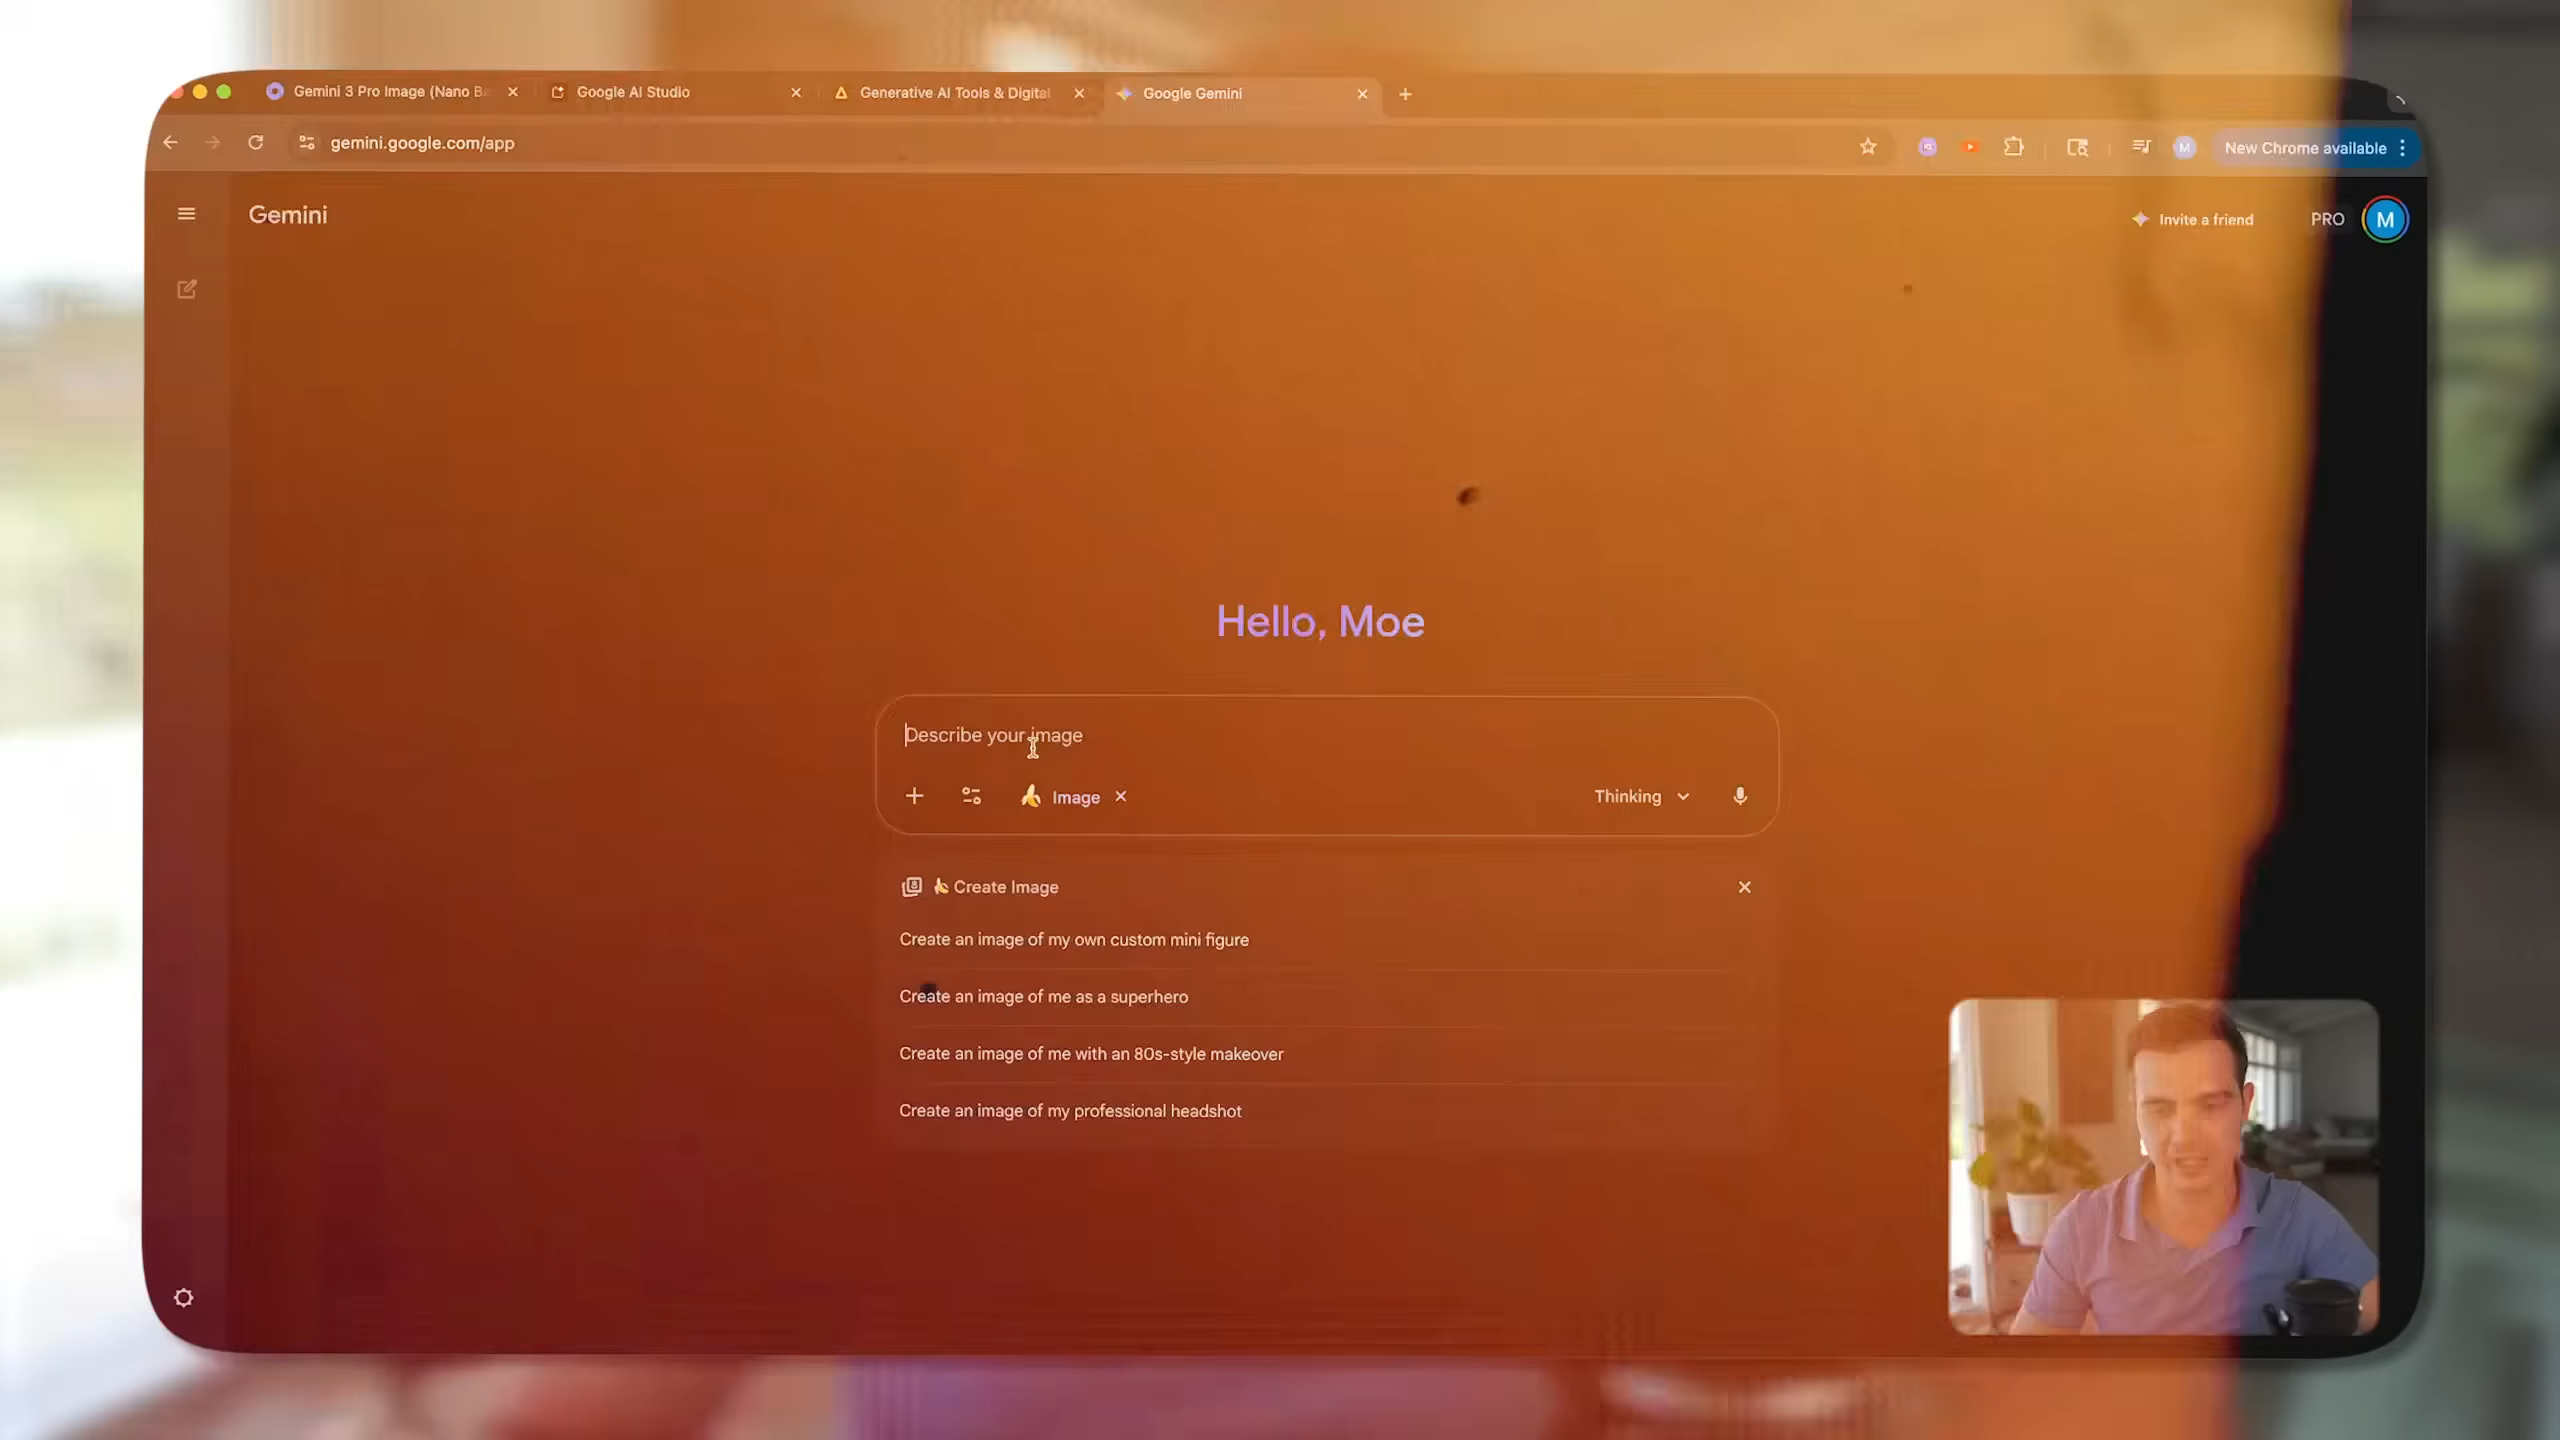 Gemini 3 Pro Image (Nano Ba
Google AI Studio
Generative AI Tools & Digital
Google Gemini
gemini.google.com/app
M
New Chrome available
Gemini
Invite a friend
PRO
M
Hello, Moe
Describe your image
Image
Thinking
Create Image
Create an image of my own custom mini figure
Create an image of me as a superhero
Create an image of me with an 80s-style makeover
Create an image of my professional headshot